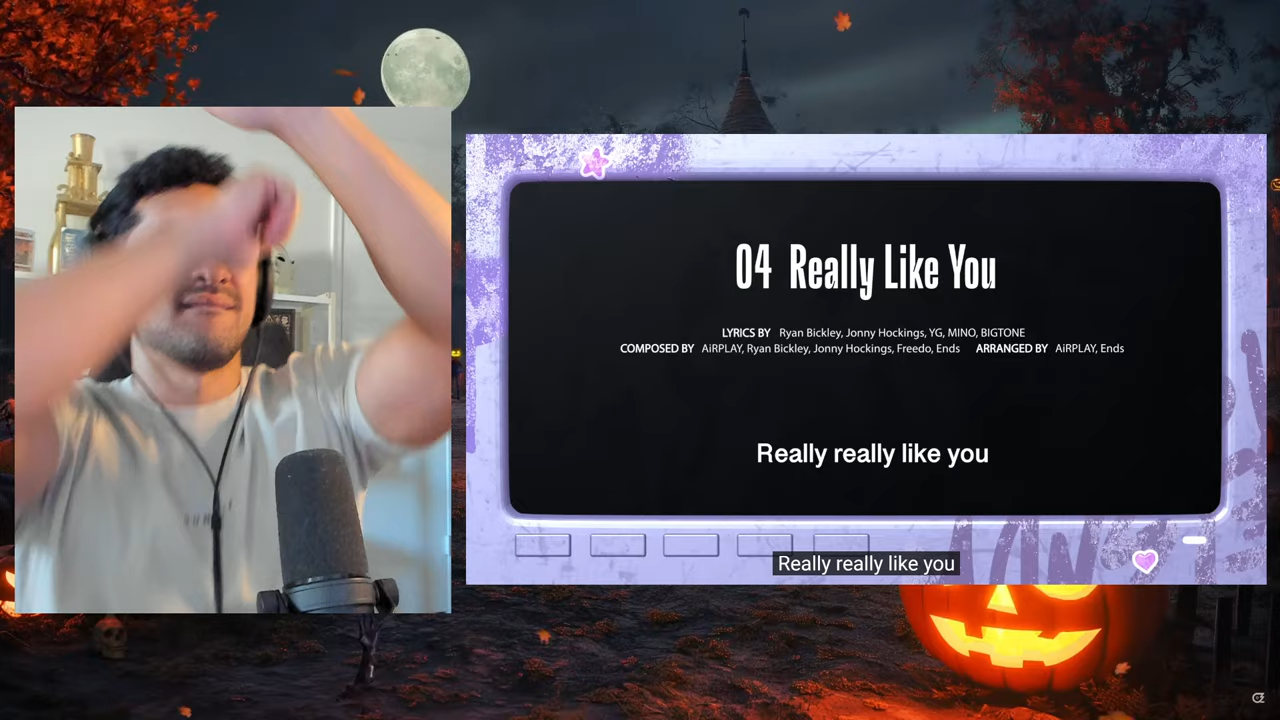 04 Really Like You
LYRICS BY Ryan Bickley, Jonny Hockings, YG, MINO, BIGTONE
COMPOSED BY AiRPLAY, Ryan Bickley, Jonny Hockings, Freedo, Ends ARRANGED BY AiRPLAY, Ends
Really really like you
Really really like you